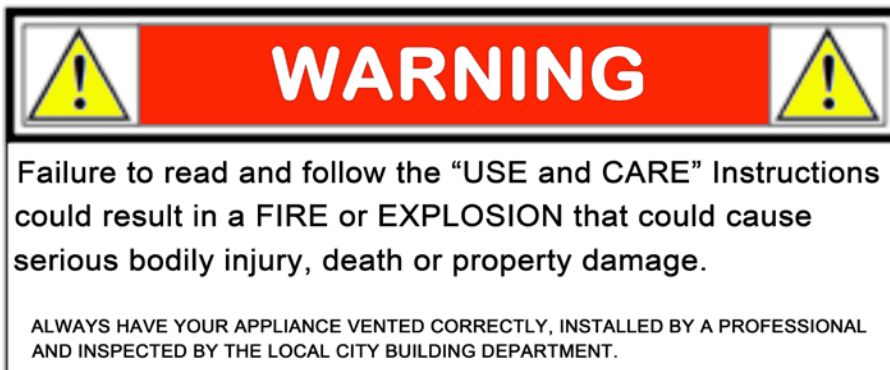 WARNING
Failure to read and follow the “USE and CARE” Instructions
could result in a FIRE or EXPLOSION that could cause
serious bodily injury, death or property damage.
ALWAYS HAVE YOUR APPLIANCE VENTED CORRECTLY, INSTALLED BY A PROFESSIONAL
AND INSPECTED BY THE LOCAL CITY BUILDING DEPARTMENT.